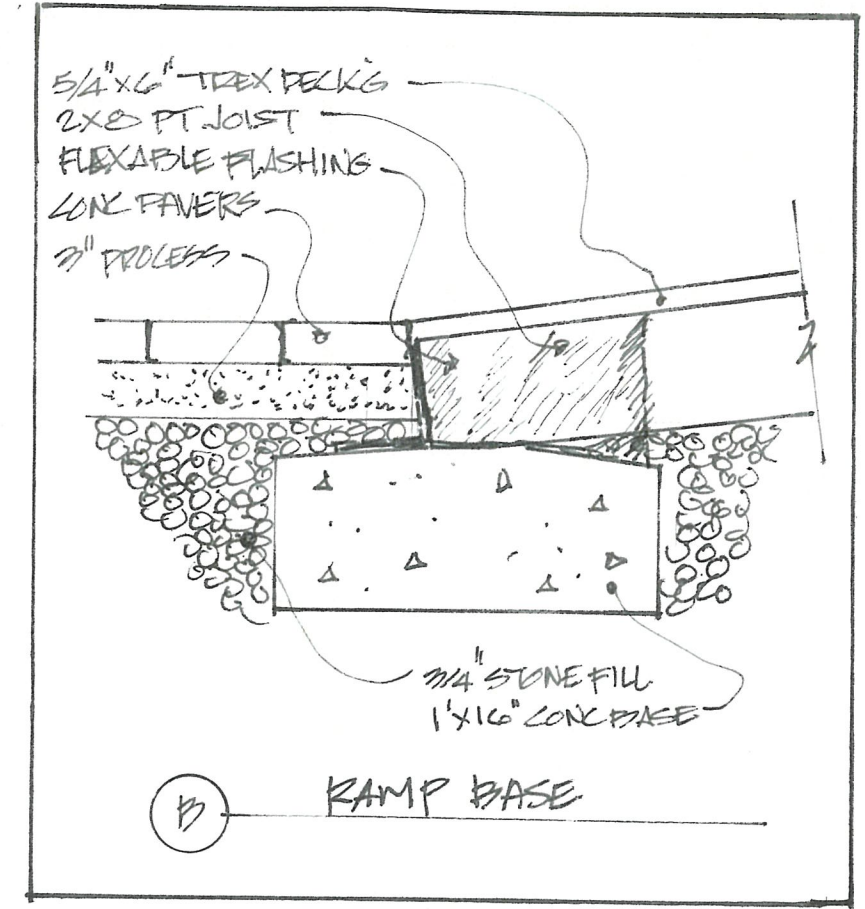 5/4"x6" TREX DECK'G
2x8 PT JOIST
FLEXABLE FLASHING
CONC PAVERS
3" PROCESS
3/4" STONE FILL
1'x16" CONC BASE
B
RAMP BASE